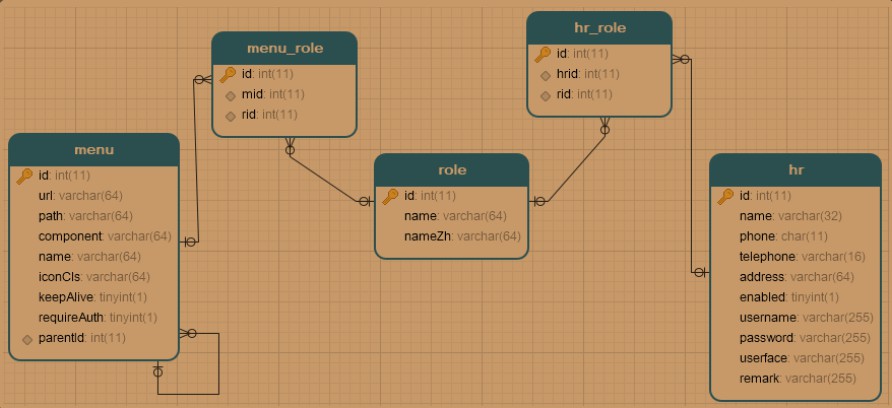 menu_role
id: int(11)
mid: int(11)
rid: int(11)
hr_role
id: int(11)
hrid: int(11)
rid: int(11)
menu
id: int(11)
url: varchar(64)
path: varchar(64)
component: varchar(64)
name: varchar(64)
iconCls: varchar(64)
keepAlive: tinyint(1)
requireAuth: tinyint(1)
parentId: int(11)
role
id: int(11)
name: varchar(64)
nameZh: varchar(64)
hr
id: int(11)
name: varchar(32)
phone: char(11)
telephone: varchar(16)
address: varchar(64)
enabled: tinyint(1)
username: varchar(255)
password: varchar(255)
userface: varchar(255)
remark: varchar(255)